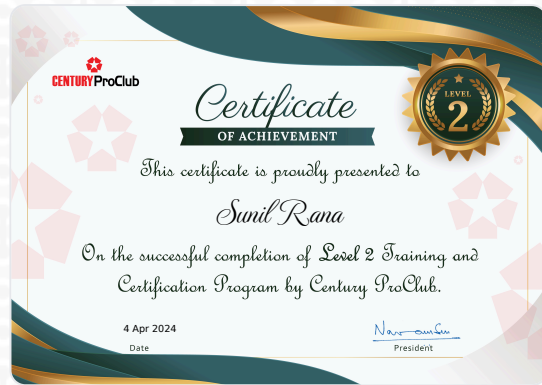 CENTURY ProClub
Certificate
OF ACHIEVEMENT
LEVEL
2
This certificate is proudly presented to
Sunil Rana
On the successful completion of Level 2 Training and
Certification Program by Century ProClub.
4 Apr 2024
Date
President